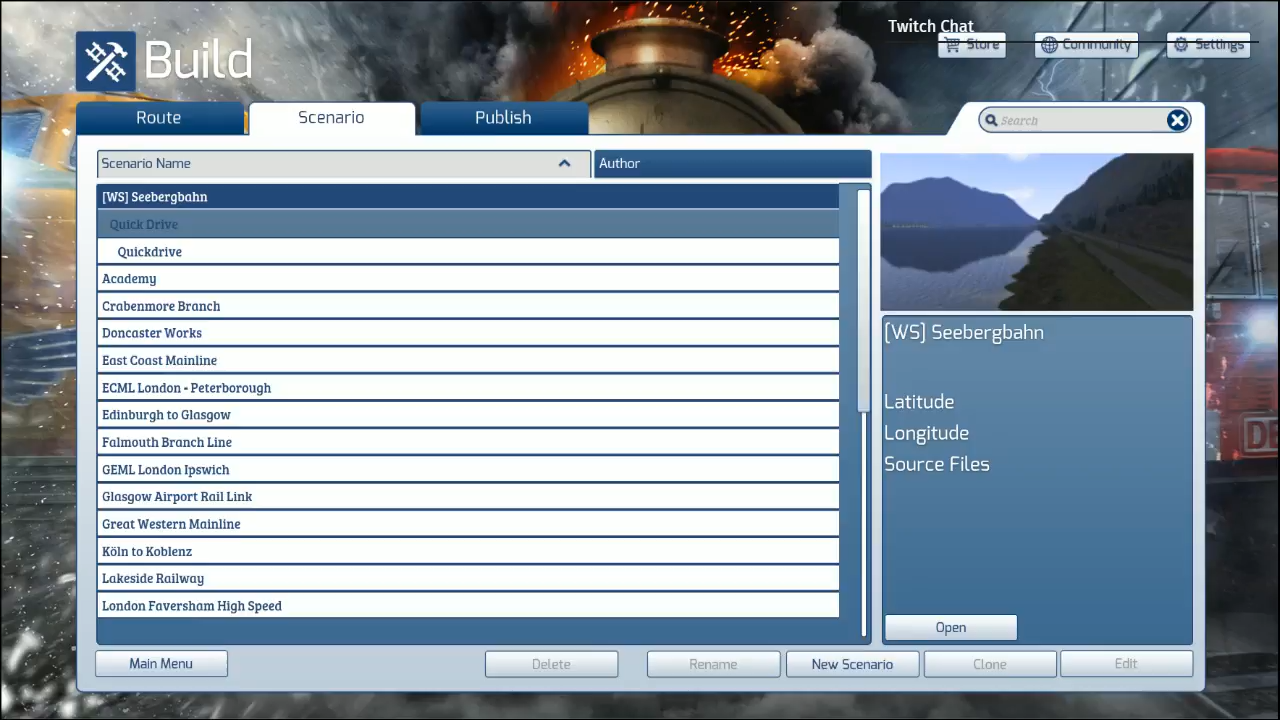 Twitch Chat
Build
Store
Community
Settings
Route
Scenario
Publish
Search
Scenario Name
Author
[WS] Seebergbahn
Quick Drive
Quickdrive
Academy
Crabenmore Branch
Doncaster Works
East Coast Mainline
ECML London - Peterborough
Edinburgh to Glasgow
Falmouth Branch Line
GEML London Ipswich
Glasgow Airport Rail Link
Great Western Mainline
Köln to Koblenz
Lakeside Railway
London Faversham High Speed
[WS] Seebergbahn
Latitude
Longitude
Source Files
Open
Main Menu
Delete
Rename
New Scenario
Clone
Edit